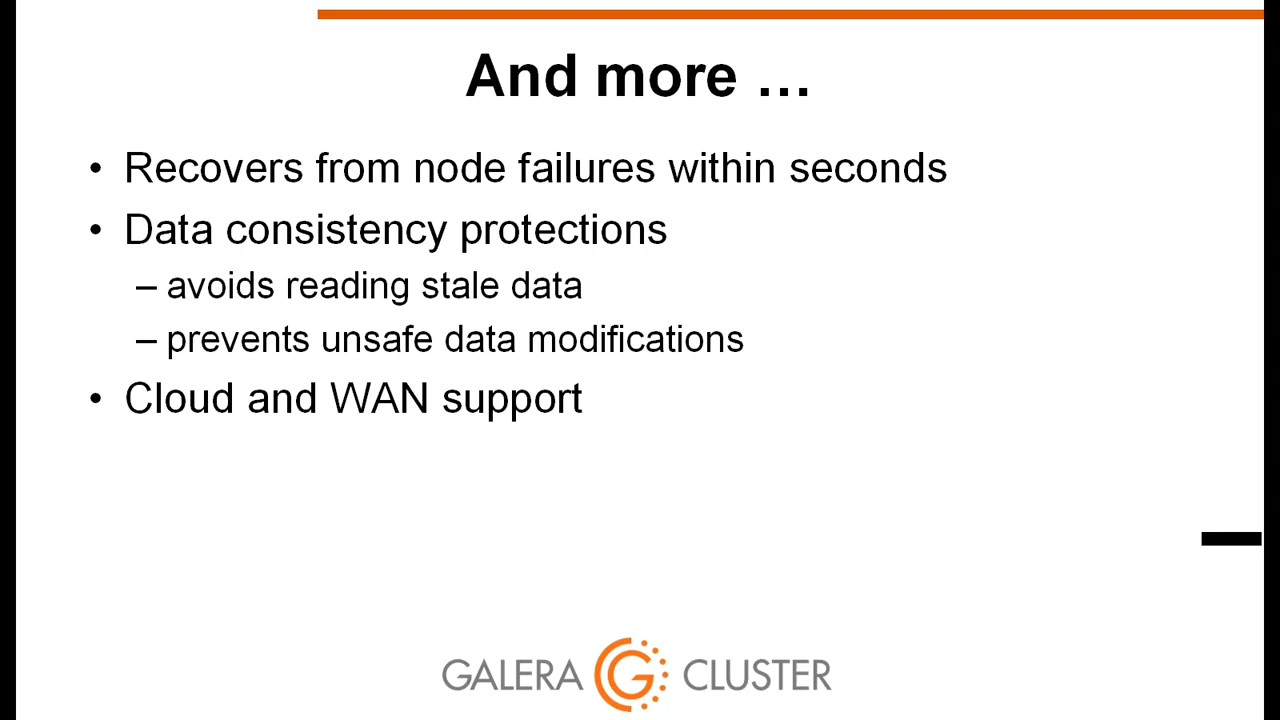 And more …
• Recovers from node failures within seconds
• Data consistency protections
– avoids reading stale data
– prevents unsafe data modifications
• Cloud and WAN support
GALERA CLUSTER